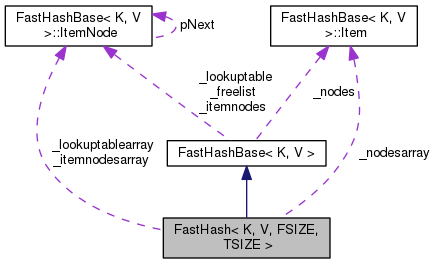 FastHashBase< K, V
>::ItemNode
pNext
FastHashBase< K, V
>::Item
_lookuptable
_freelist
_itemnodes
_nodes
_lookuptablearray
_itemnodesarray
FastHashBase< K, V >
_nodesarray
FastHash< K, V, FSIZE,
TSIZE >